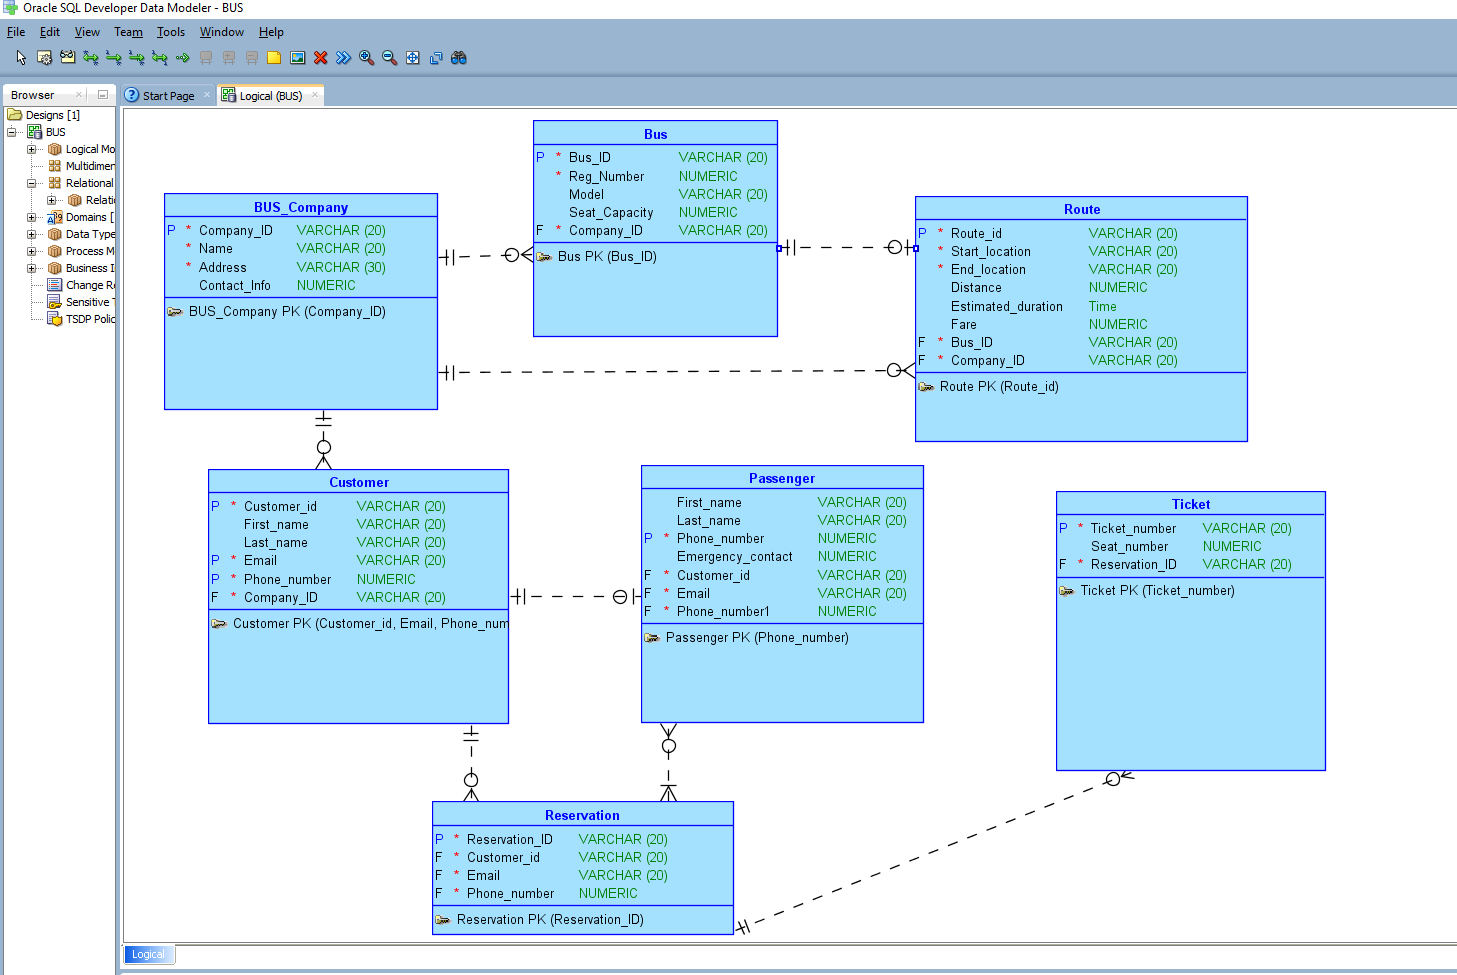 Oracle SQL Developer Data Modeler - BUS
File Edit View Team Tools Window Help
Browser
Start Page
Logical (BUS)
Designs [1]
BUS
Logical Mo
Multidimen
Relational
Relati
Domains [
Data Type
Process M
Business I
Change R
Sensitive T
TSDP Polic
Bus
P * Bus_ID VARCHAR (20)
* Reg_Number NUMERIC
Model VARCHAR (20)
Seat_Capacity NUMERIC
F * Company_ID VARCHAR (20)
Bus PK (Bus_ID)
BUS_Company
P * Company_ID VARCHAR (20)
* Name VARCHAR (20)
* Address VARCHAR (30)
Contact_Info NUMERIC
BUS_Company PK (Company_ID)
Route
P * Route_id VARCHAR (20)
* Start_location VARCHAR (20)
* End_location VARCHAR (20)
Distance NUMERIC
Estimated_duration Time
Fare NUMERIC
F * Bus_ID VARCHAR (20)
F * Company_ID VARCHAR (20)
Route PK (Route_id)
Customer
P * Customer_id VARCHAR (20)
First_name VARCHAR (20)
Last_name VARCHAR (20)
P * Email VARCHAR (20)
P * Phone_number NUMERIC
F * Company_ID VARCHAR (20)
Customer PK (Customer_id, Email, Phone_num
Passenger
First_name VARCHAR (20)
Last_name VARCHAR (20)
P * Phone_number NUMERIC
Emergency_contact NUMERIC
F * Customer_id VARCHAR (20)
F * Email VARCHAR (20)
F * Phone_number1 NUMERIC
Passenger PK (Phone_number)
Ticket
P * Ticket_number VARCHAR (20)
Seat_number NUMERIC
F * Reservation_ID VARCHAR (20)
Ticket PK (Ticket_number)
Reservation
P * Reservation_ID VARCHAR (20)
F * Customer_id VARCHAR (20)
F * Email VARCHAR (20)
F * Phone_number NUMERIC
Reservation PK (Reservation_ID)
Logical